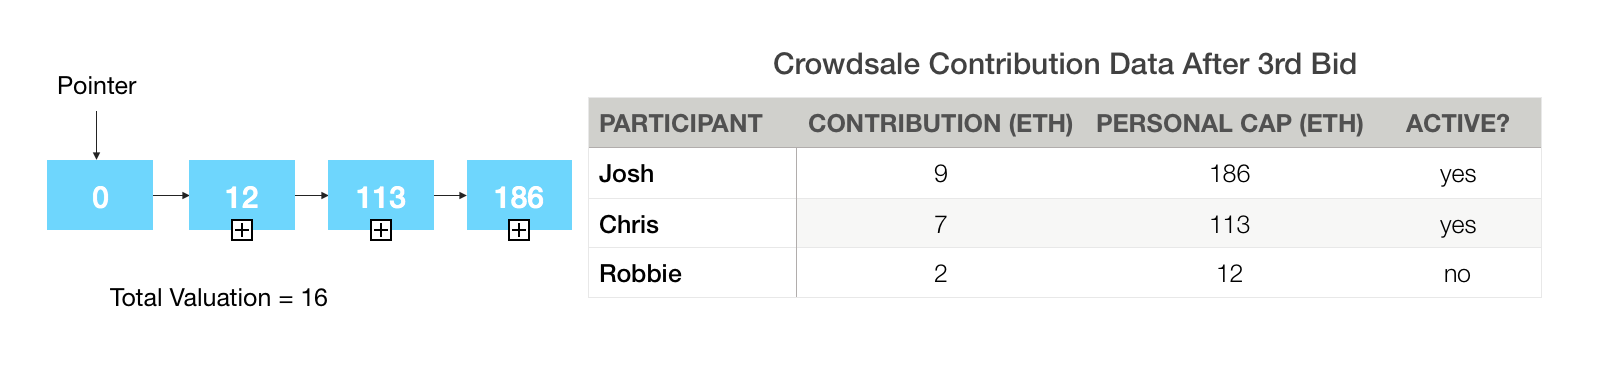 Pointer
0 12 113 186
Total Valuation = 16
Crowdsale Contribution Data After 3rd Bid
PARTICIPANT CONTRIBUTION (ETH) PERSONAL CAP (ETH) ACTIVE?
Josh 9 186 yes
Chris 7 113 yes
Robbie 2 12 no